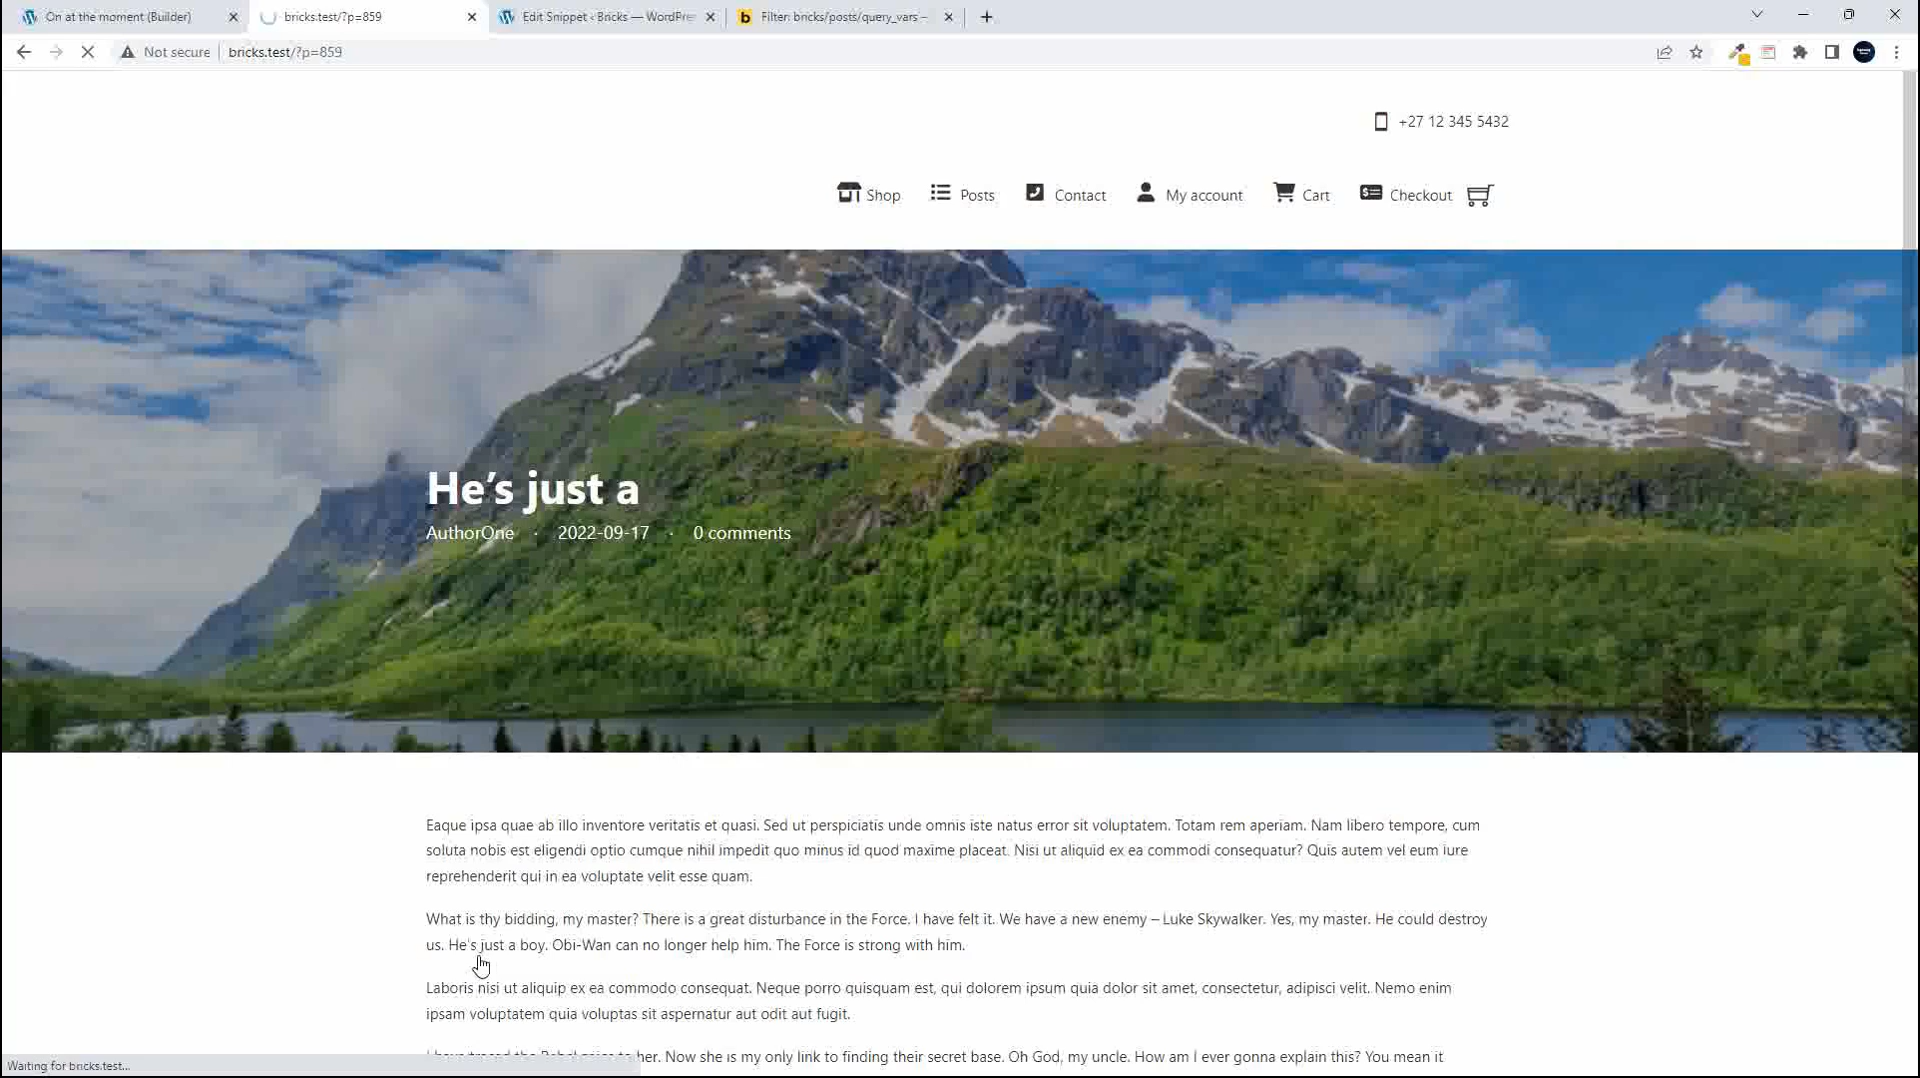 On at the moment (Builder)
bricks.test/?p=859
Edit Snippet ‹ Bricks — WordPre
Filter: bricks/posts/query_vars –
Not secure
bricks.test/?p=859
+27 12 345 5432
Shop
Posts
Contact
My account
Cart
Checkout
He’s just a
AuthorOne · 2022-09-17 · 0 comments
Eaque ipsa quae ab illo inventore veritatis et quasi. Sed ut perspiciatis unde omnis iste natus error sit voluptatem. Totam rem aperiam. Nam libero tempore, cum
soluta nobis est eligendi optio cumque nihil impedit quo minus id quod maxime placeat. Nisi ut aliquid ex ea commodi consequatur? Quis autem vel eum iure
reprehenderit qui in ea voluptate velit esse quam.
What is thy bidding, my master? There is a great disturbance in the Force. I have felt it. We have a new enemy – Luke Skywalker. Yes, my master. He could destroy
us. He’s just a boy. Obi-Wan can no longer help him. The Force is strong with him.
Laboris nisi ut aliquip ex ea commodo consequat. Neque porro quisquam est, qui dolorem ipsum quia dolor sit amet, consectetur, adipisci velit. Nemo enim
ipsam voluptatem quia voluptas sit aspernatur aut odit aut fugit.
her. Now she is my only link to finding their secret base. Oh God, my uncle. How am I ever gonna explain this? You mean it
Waiting for bricks.test...